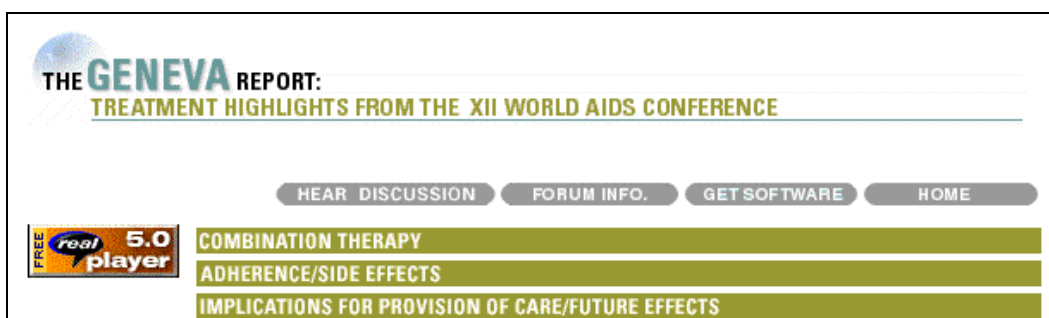 THE GENEVA REPORT:
TREATMENT HIGHLIGHTS FROM THE XII WORLD AIDS CONFERENCE
HEAR DISCUSSION FORUM INFO. GET SOFTWARE HOME
FREE real 5.0 player
COMBINATION THERAPY
ADHERENCE/SIDE EFFECTS
IMPLICATIONS FOR PROVISION OF CARE/FUTURE EFFECTS